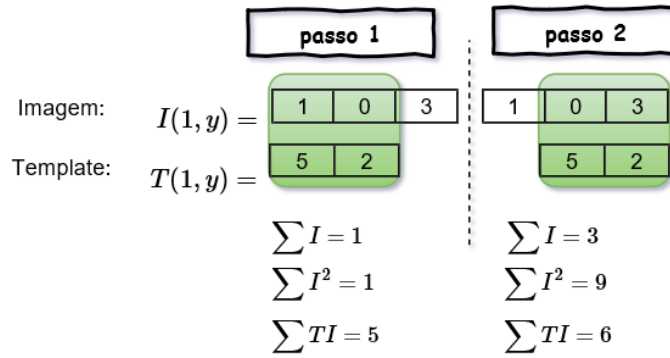 passo 1 passo 2
Imagem: I(1, y) = 1 0 3 1 0 3
Template: T(1, y) = 5 2 5 2
∑ I = 1 ∑ I = 3
∑ I² = 1 ∑ I² = 9
∑ TI = 5 ∑ TI = 6